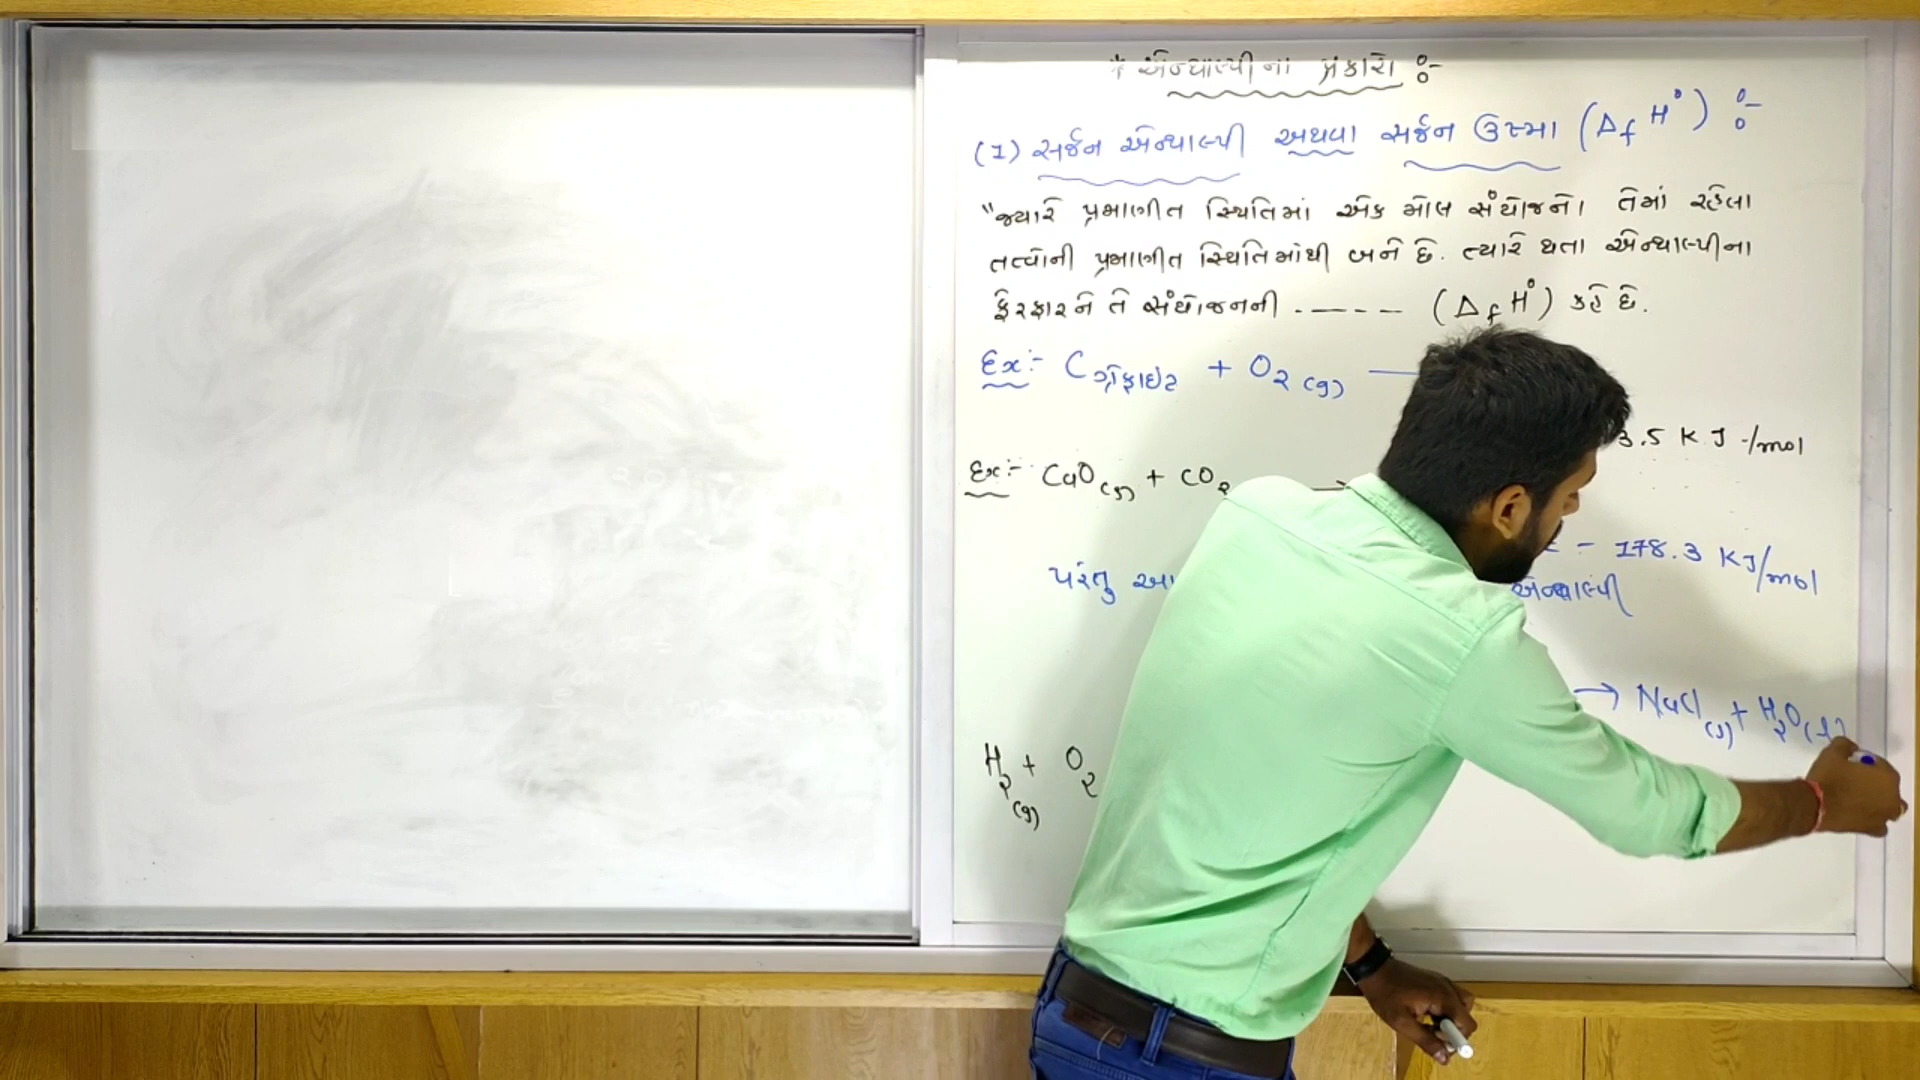 * એન્થાલ્પીના પ્રકારો :-
(1) સર્જન એન્થાલ્પી અથવા સર્જન ઉષ્મા (Δf H°) :-
"જ્યારે પ્રમાણીત સ્થિતિમાં એક મોલ સંયોજનો તેમાં રહેલા
તત્વોની પ્રમાણીત સ્થિતિમાંથી બને છે. ત્યારે થતા એન્થાલ્પીના
ફેરફારને તે સંયોજનની ..---- (Δf H°) કહે છે.
Ex:- C ગ્રેફાઇટ + O2 (g) —
3.5 KJ /mol
Ex:- CaO (s) + CO2 →
= - 178.3 KJ/mol
પરંતુ આ એન્થાલ્પી
→ NaCl (s) + H2O (l)
H2 (g) + O2